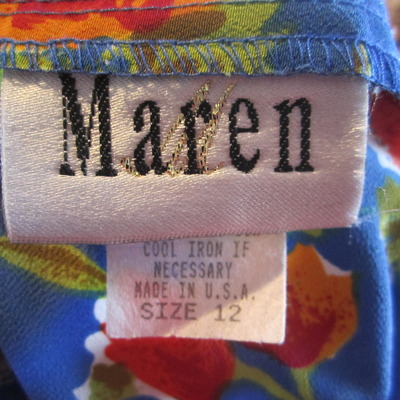 Maren
COOL IRON IF
NECESSARY
MADE IN U.S.A.
SIZE 12